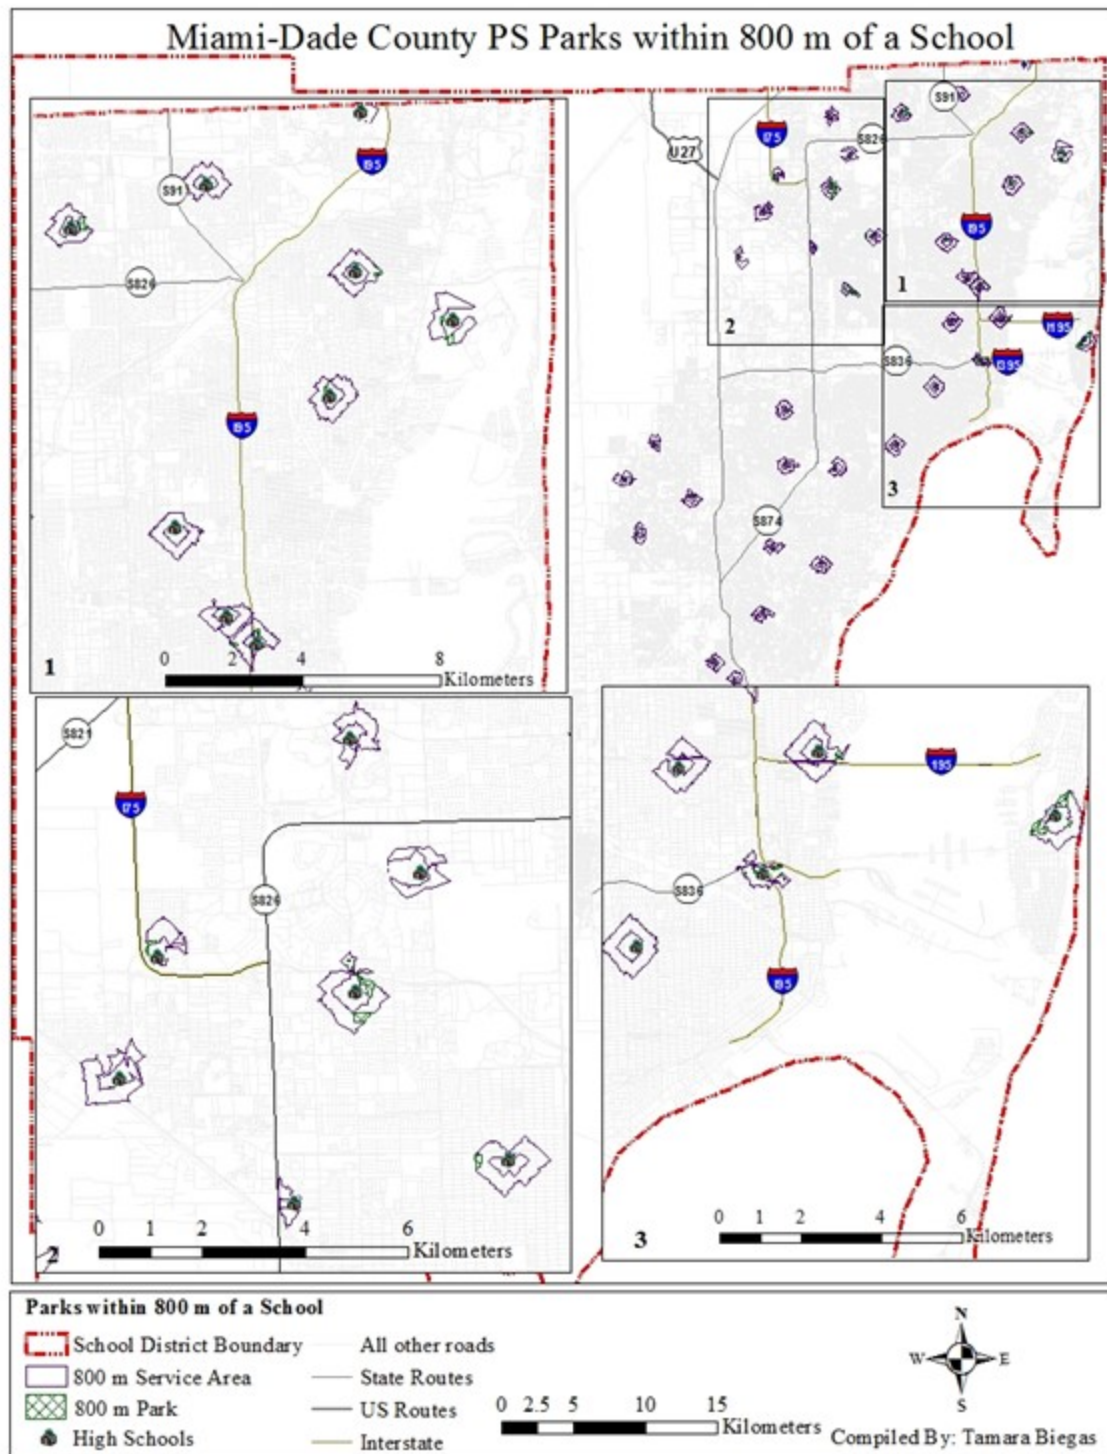 Miami-Dade County PS Parks within 800 m of a School
S91
I95
S826
I95
1
0 2 4 8
Kilometers
U27
I75
S826
S91
I95
1
2
I195
S836
I395
3
S874
S821
I75
S826
2
0 1 2 4 6
Kilometers
I95
S836
I95
3
0 1 2 4 6
Kilometers
Parks within 800 m of a School
School District Boundary
800 m Service Area
800 m Park
High Schools
All other roads
State Routes
US Routes
Interstate
0 2.5 5 10 15
Kilometers
N
W E
S
Compiled By: Tamara Biegas